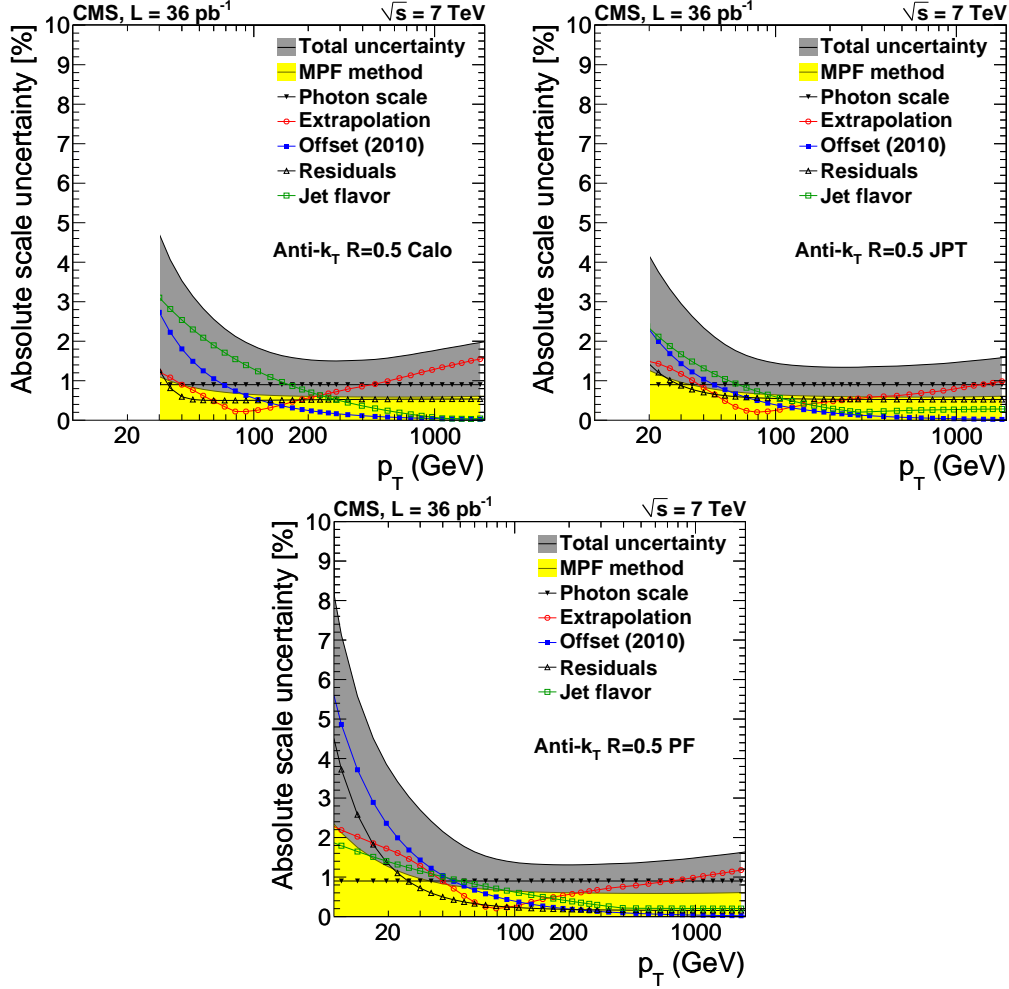 CMS, L = 36 pb⁻¹ √s = 7 TeV
Absolute scale uncertainty [%]
10
9
8
7
6
5
4
3
2
1
0
Total uncertainty
MPF method
Photon scale
Extrapolation
Offset (2010)
Residuals
Jet flavor
Anti-k_T R=0.5 Calo
20 100 200 1000
p_T (GeV)
CMS, L = 36 pb⁻¹ √s = 7 TeV
Absolute scale uncertainty [%]
10
9
8
7
6
5
4
3
2
1
0
Total uncertainty
MPF method
Photon scale
Extrapolation
Offset (2010)
Residuals
Jet flavor
Anti-k_T R=0.5 JPT
20 100 200 1000
p_T (GeV)
CMS, L = 36 pb⁻¹ √s = 7 TeV
Absolute scale uncertainty [%]
10
9
8
7
6
5
4
3
2
1
0
Total uncertainty
MPF method
Photon scale
Extrapolation
Offset (2010)
Residuals
Jet flavor
Anti-k_T R=0.5 PF
20 100 200 1000
p_T (GeV)